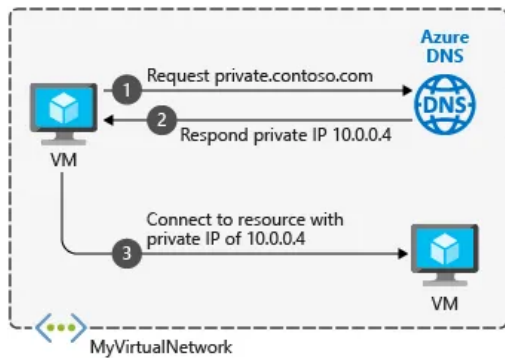 Azure
DNS
1
Request private.contoso.com
DNS
2
Respond private IP 10.0.0.4
VM
Connect to resource with
private IP of 10.0.0.4
3
VM
MyVirtualNetwork